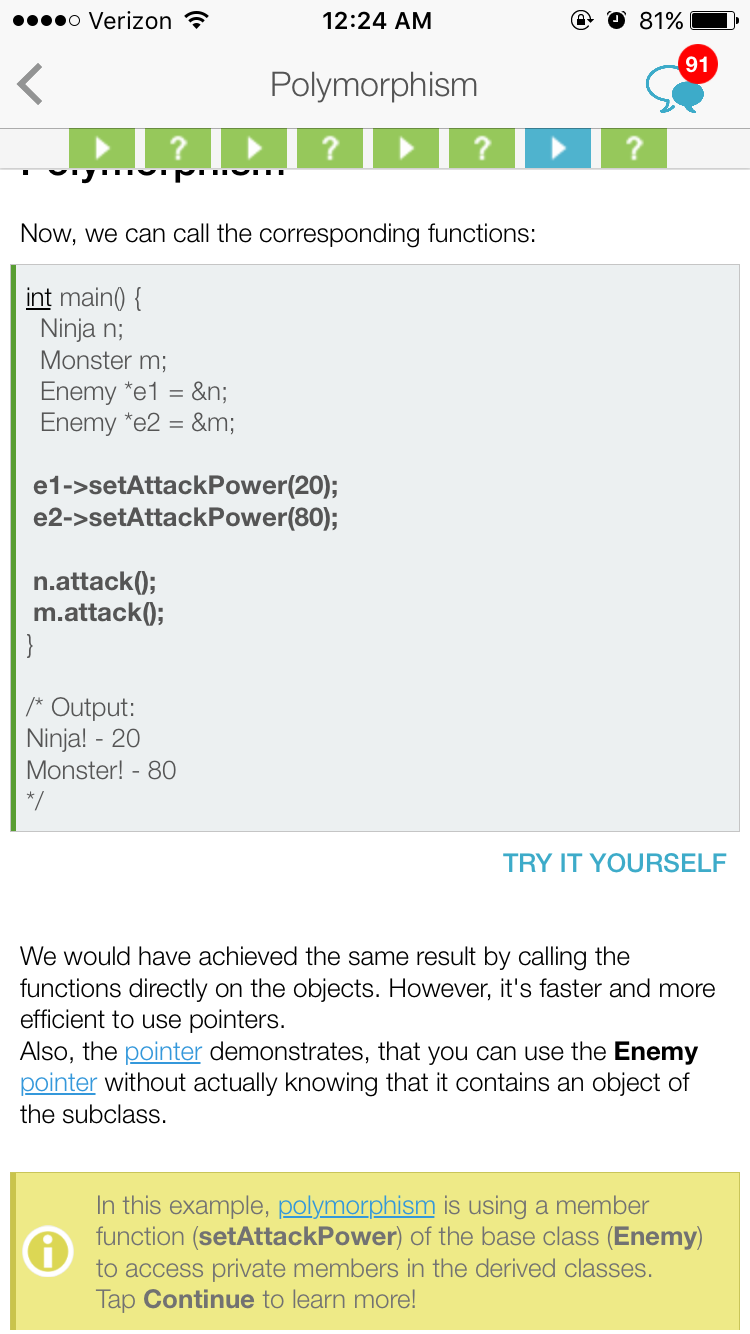 Verizon 12:24 AM 81%
Polymorphism
91
? ? ? ?
Polymorphism
Now, we can call the corresponding functions:
int main() {
Ninja n;
Monster m;
Enemy *e1 = &n;
Enemy *e2 = &m;
e1->setAttackPower(20);
e2->setAttackPower(80);
n.attack();
m.attack();
}
/* Output:
Ninja! - 20
Monster! - 80
*/
TRY IT YOURSELF
We would have achieved the same result by calling the
functions directly on the objects. However, it's faster and more
efficient to use pointers.
Also, the pointer demonstrates, that you can use the Enemy
pointer without actually knowing that it contains an object of
the subclass.
In this example, polymorphism is using a member
function (setAttackPower) of the base class (Enemy)
to access private members in the derived classes.
Tap Continue to learn more!